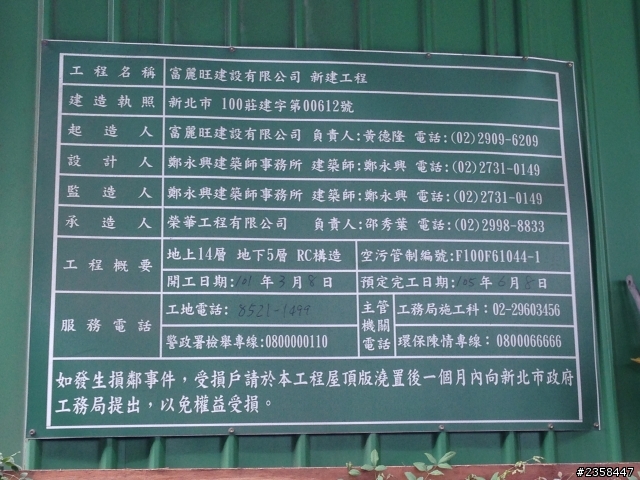 工程名稱 富麗旺建設有限公司 新建工程
建造執照 新北市 100莊建字第00612號
起造人 富麗旺建設有限公司 負責人:黃德隆 電話:(02)2909-6209
設計人 鄭永興建築師事務所 建築師:鄭永興 電話:(02)2731-0149
監造人 鄭永興建築師事務所 建築師:鄭永興 電話:(02)2731-0149
承造人 榮華工程有限公司 負責人:邵秀葉 電話:(02)2998-8833
工程概要 地上14層 地下5層 RC構造 空污管制編號:F100F61044-1
開工日期:101年3月8日 預定完工日期:105年6月8日
服務電話 工地電話: 8521-1499 主管機關電話 工務局施工科：02-29603456
警政署檢舉專線:0800000110 環保陳情專線：0800066666
如發生損鄰事件，受損戶請於本工程屋頂版澆置後一個月內向新北市政府
工務局提出，以免權益受損。
#2358447